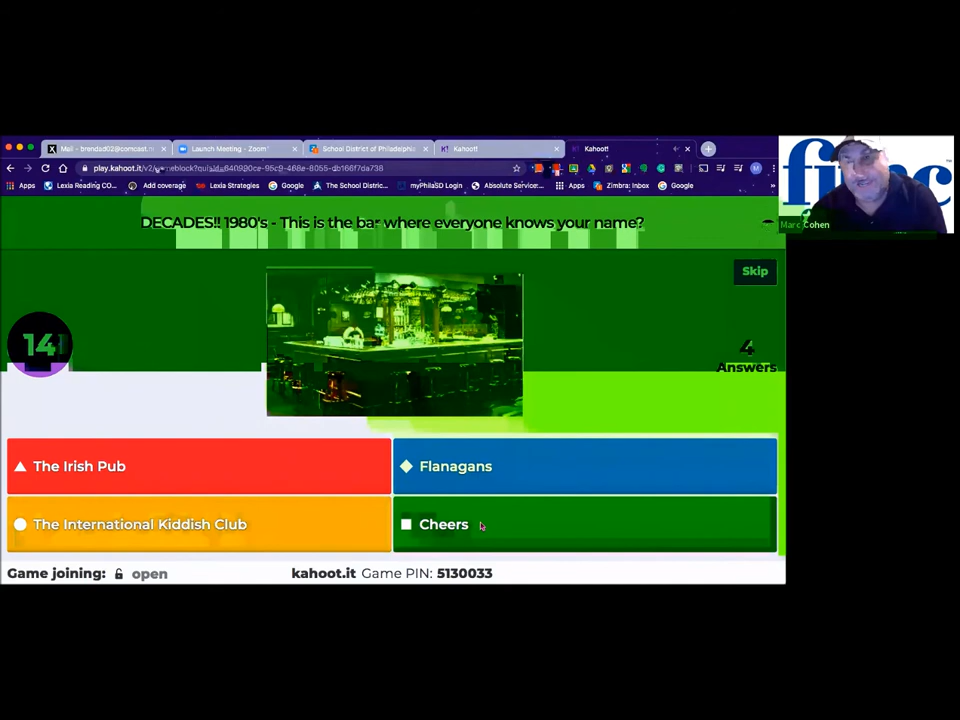 Mail - brendad02@comcast.n
Launch Meeting - Zoom
School District of Philadelphia
Kahoot!
Kahoot!
Apps
Lexia Reading CO...
Add coverage
Lexia Strategies
Google
The School Distric...
myPhilaSD Login
Absolute Service:...
Apps
Zimbra: Inbox
Google
DECADES!! 1980's - This is the bar where everyone knows your name?
Marc Cohen
Skip
14
4
Answers
The Irish Pub
Flanagans
The International Kiddish Club
Cheers
Game joining: open
kahoot.it Game PIN: 5130033